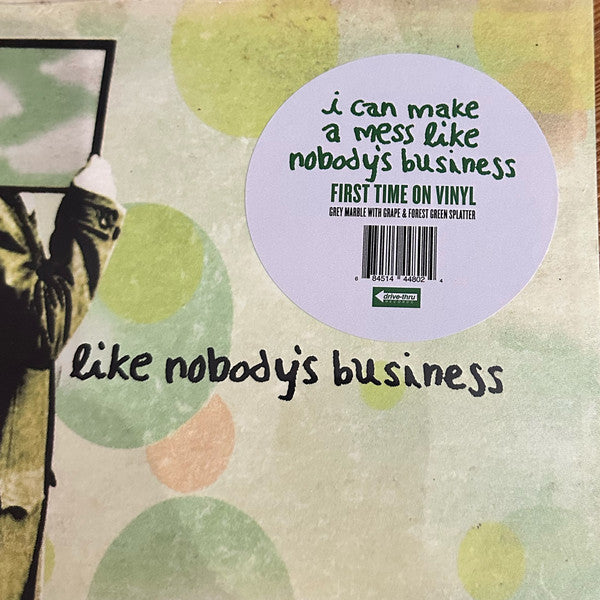 i can make
a mess like
nobody's business
FIRST TIME ON VINYL
GREY MARBLE WITH GRAPE & FOREST GREEN SPLATTER
6 84514 44802 4
drive-thru
RECORDS
like nobody's business